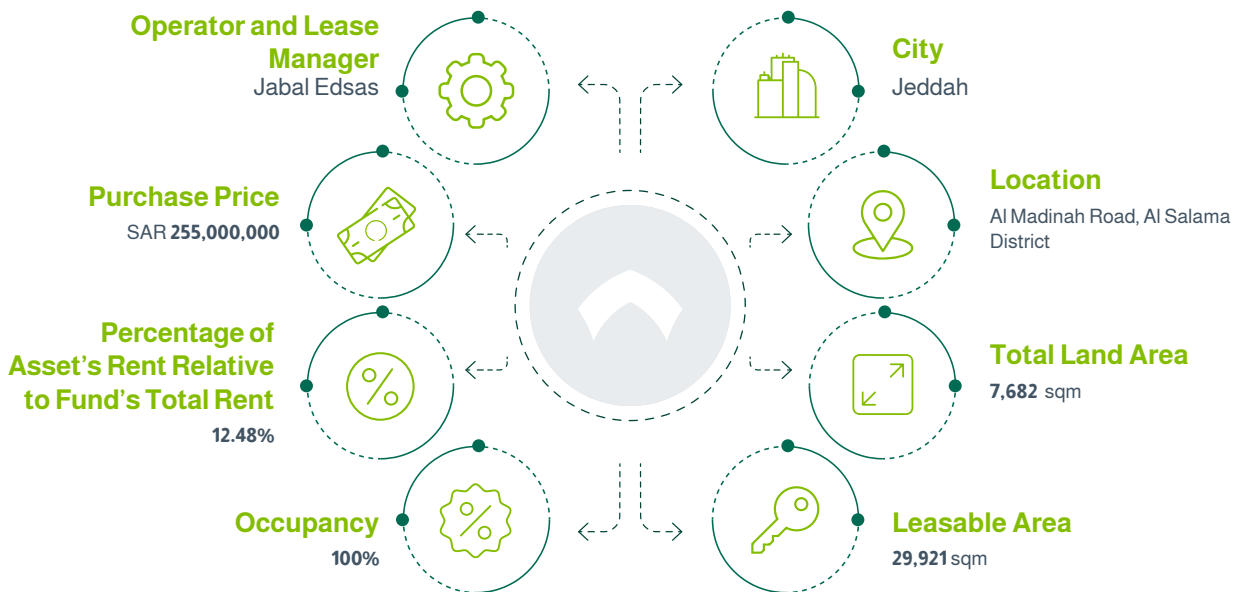 Operator and Lease
Manager
Jabal Edsas
Purchase Price
SAR 255,000,000
Percentage of
Asset’s Rent Relative
to Fund’s Total Rent
12.48%
Occupancy
100%
City
Jeddah
Location
Al Madinah Road, Al Salama
District
Total Land Area
7,682 sqm
Leasable Area
29,921 sqm